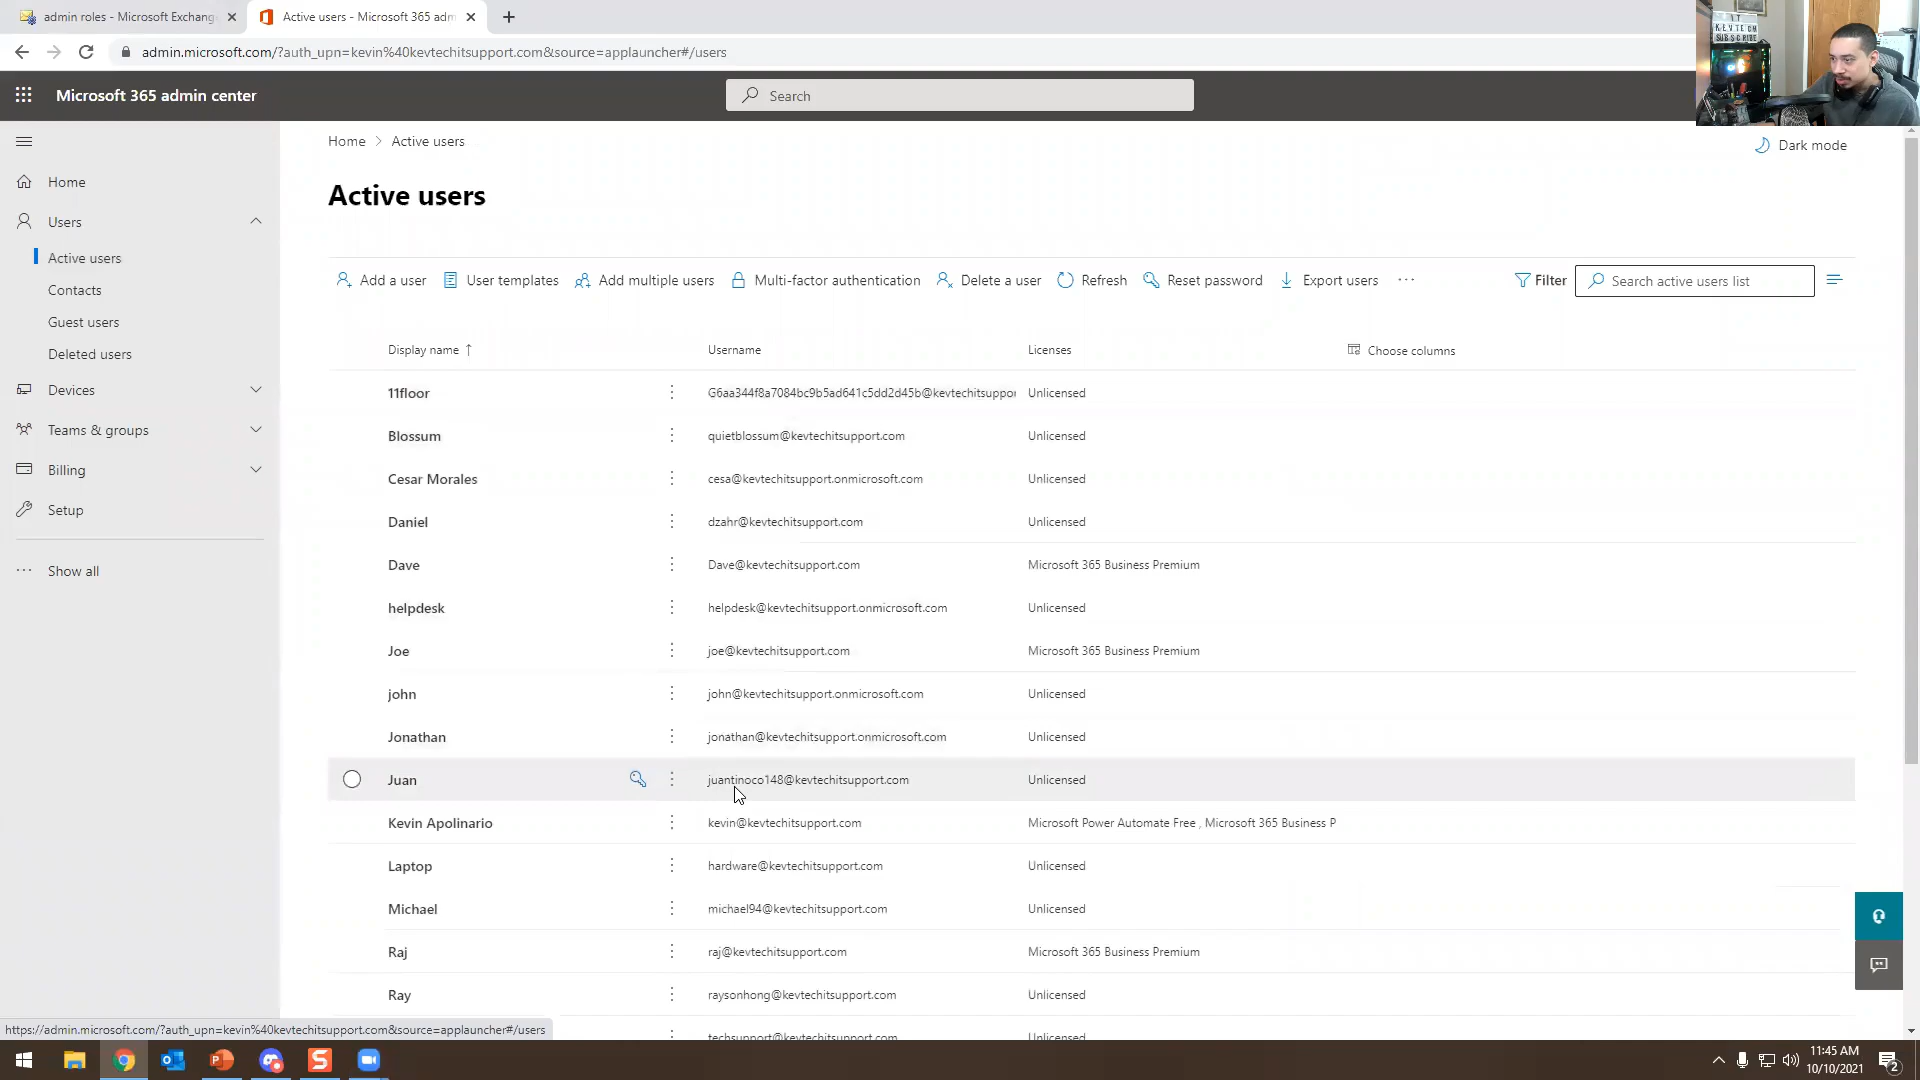 admin roles - Microsoft Exchange
Active users - Microsoft 365 adm
admin.microsoft.com/?auth_upn=kevin%40kevtechitsupport.com&source=applauncher#/users
KEVTECH
SUBSCRIBE
Microsoft 365 admin center
Search
Home
Active users
Dark mode
Active users
Home
Users
Active users
Contacts
Guest users
Deleted users
Devices
Teams & groups
Billing
Setup
Show all
Add a user
User templates
Add multiple users
Multi-factor authentication
Delete a user
Refresh
Reset password
Export users
Filter
Search active users list
Display name ↑ Username Licenses Choose columns
11floor G6aa344f8a7084bc9b5ad641c5dd2d45b@kevtechitsuppor Unlicensed
Blossum quietblossum@kevtechitsupport.com Unlicensed
Cesar Morales cesa@kevtechitsupport.onmicrosoft.com Unlicensed
Daniel dzahr@kevtechitsupport.com Unlicensed
Dave Dave@kevtechitsupport.com Microsoft 365 Business Premium
helpdesk helpdesk@kevtechitsupport.onmicrosoft.com Unlicensed
Joe joe@kevtechitsupport.com Microsoft 365 Business Premium
john john@kevtechitsupport.onmicrosoft.com Unlicensed
Jonathan jonathan@kevtechitsupport.onmicrosoft.com Unlicensed
Juan juantinoco148@kevtechitsupport.com Unlicensed
Kevin Apolinario kevin@kevtechitsupport.com Microsoft Power Automate Free , Microsoft 365 Business P
Laptop hardware@kevtechitsupport.com Unlicensed
Michael michael94@kevtechitsupport.com Unlicensed
Raj raj@kevtechitsupport.com Microsoft 365 Business Premium
Ray raysonhong@kevtechitsupport.com Unlicensed
techsupport@kevtechitsupport.com Unlicensed
https://admin.microsoft.com/?auth_upn=kevin%40kevtechitsupport.com&source=applauncher#/users
11:45 AM
10/10/2021
2